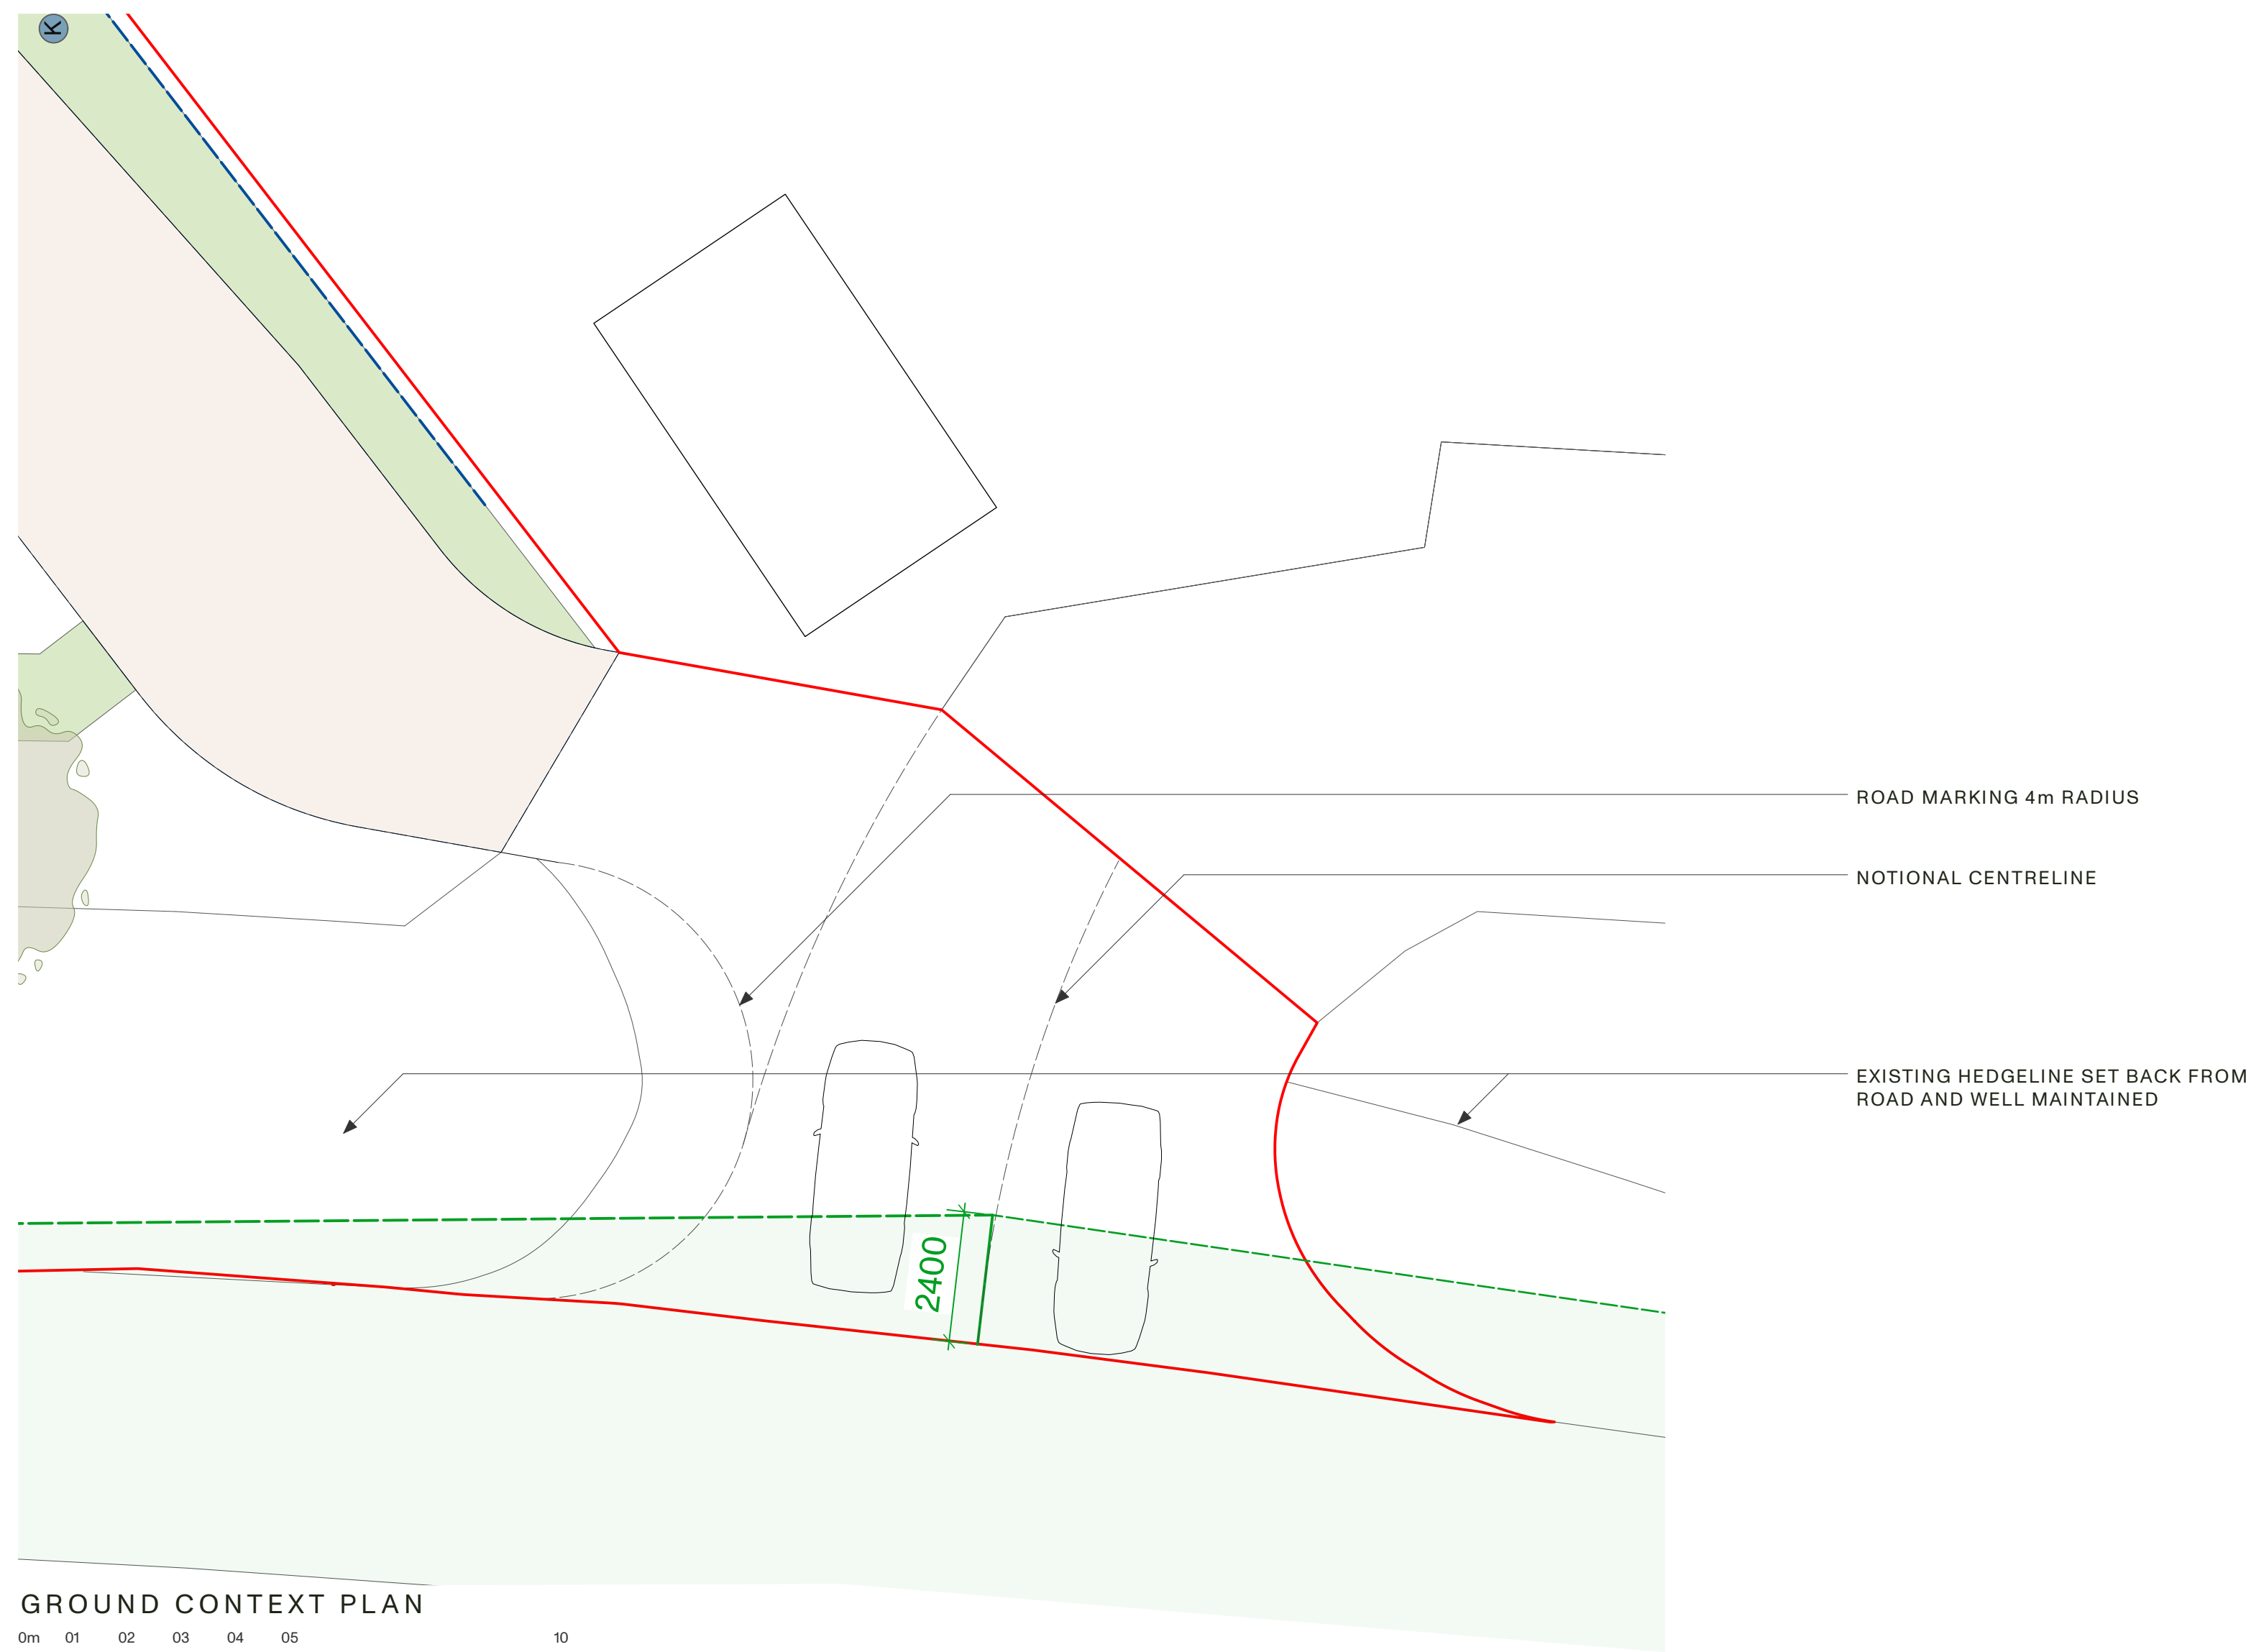 K
ROAD MARKING 4m RADIUS
NOTIONAL CENTRELINE
EXISTING HEDGELINE SET BACK FROM
ROAD AND WELL MAINTAINED
2400
GROUND CONTEXT PLAN
0m 01 02 03 04 05 10